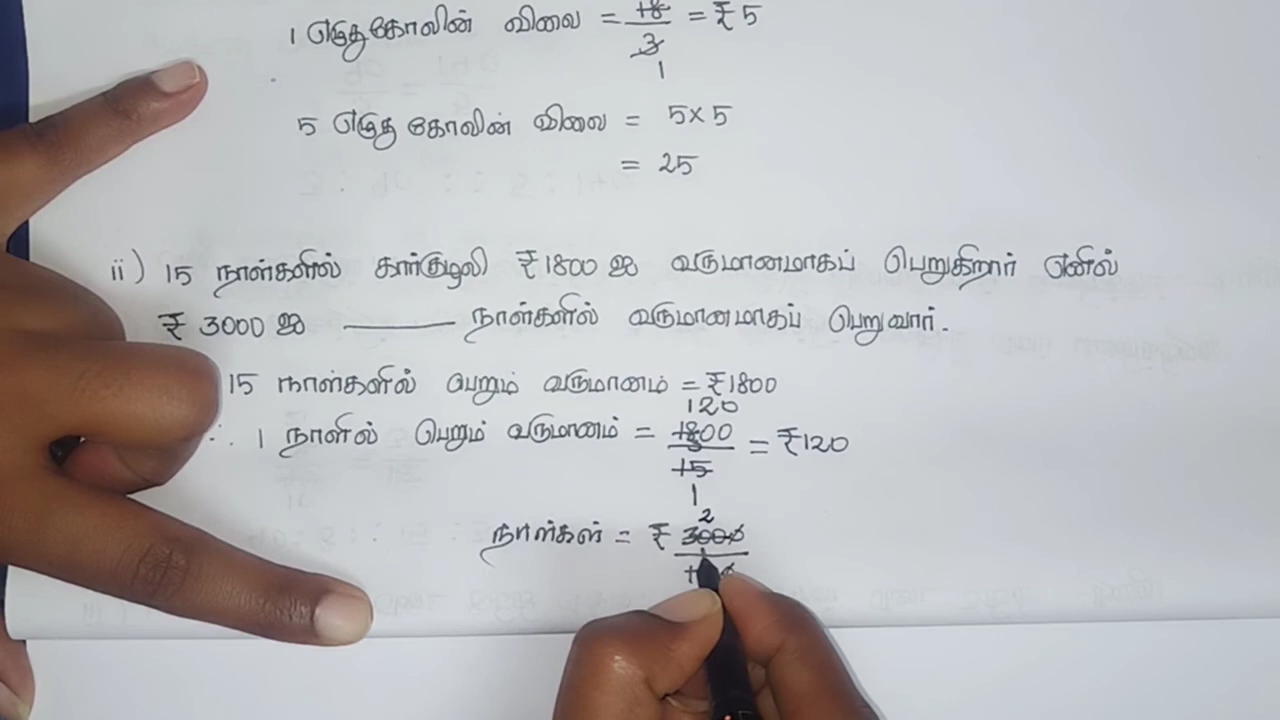 1 எழுதுகோலின் விலை = 15/3 = ₹5
1
5 எழுது கோலின் விலை = 5×5
= 25
ii) 15 நாள்களில் கார்குழலி ₹1800 ஐ வருமானமாகப் பெறுகிறார் எனில்
₹ 3000 ஐ ______ நாள்களில் வருமானமாகப் பெறுவார்.
15 நாள்களில் பெறும் வருமானம் = ₹1800
120
∴ 1 நாளில் பெறும் வருமானம் = 1800/15 = ₹120
1
2
நாள்கள் = ₹ 3000